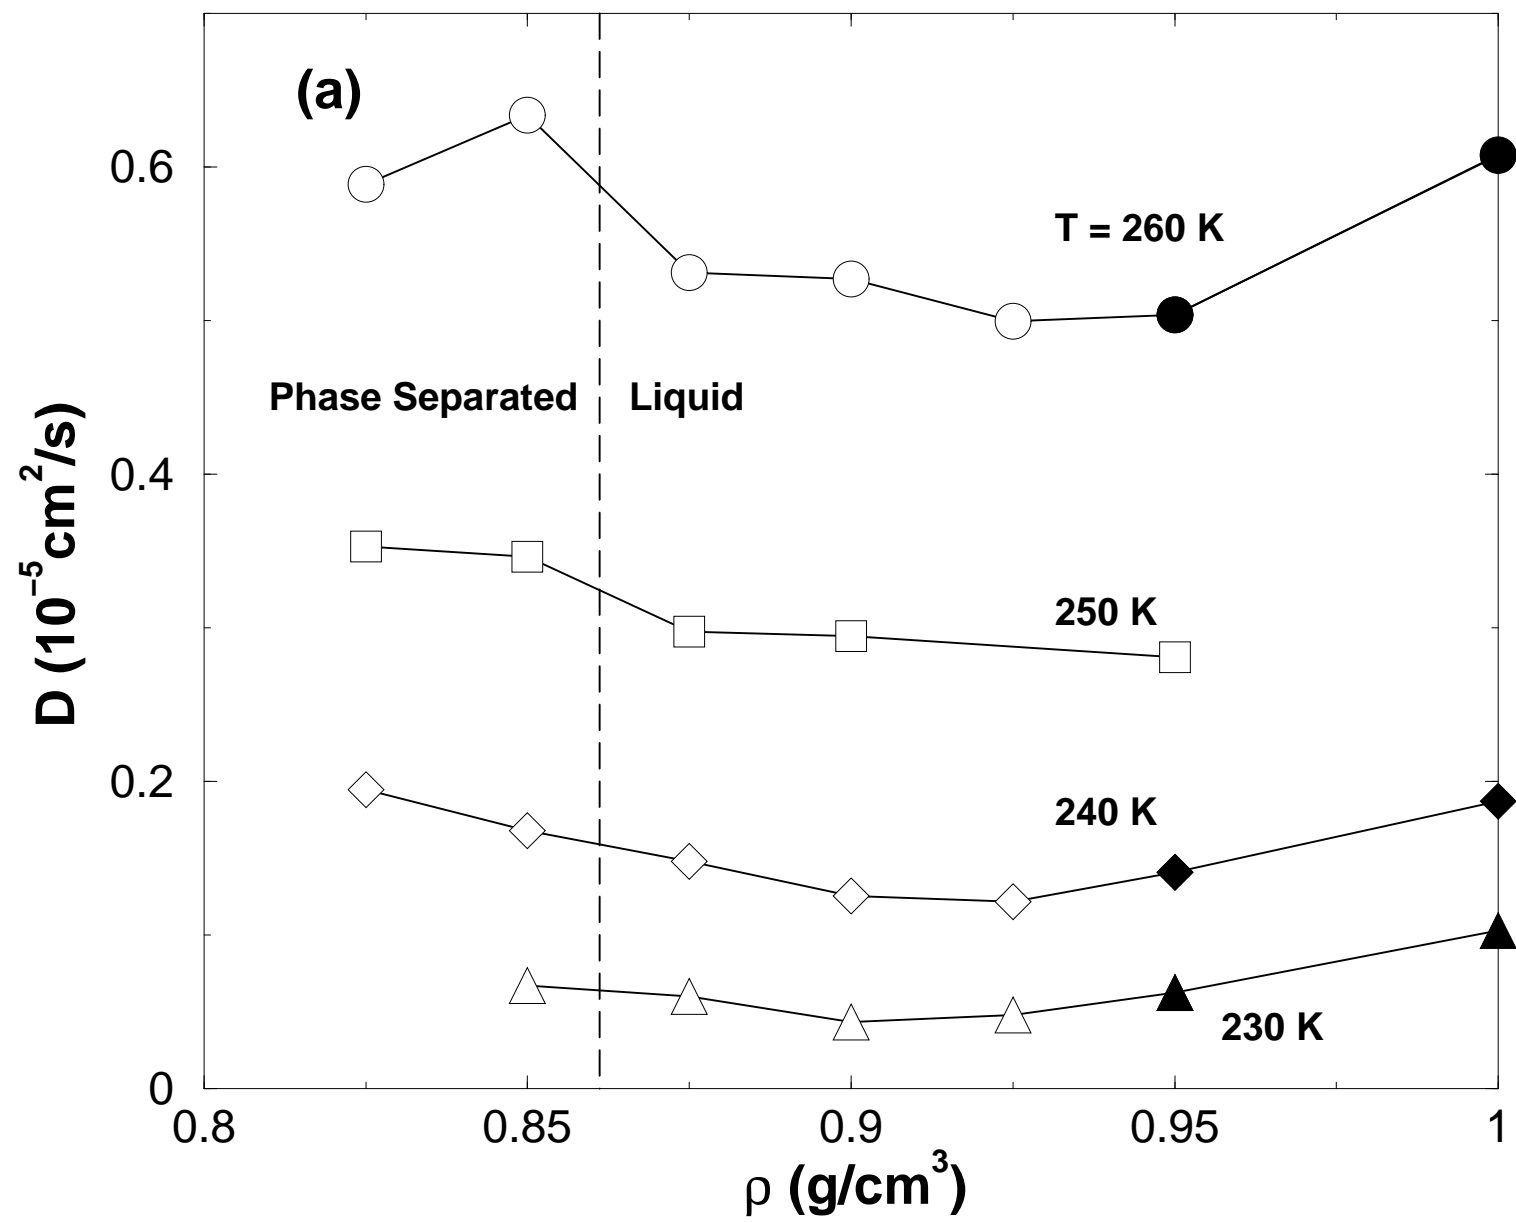 (a)
0.6
T = 260 K
Phase Separated
Liquid
0.4
D (10⁻⁵cm²/s)
250 K
0.2
240 K
230 K
0
0.8
0.85
0.9
0.95
1
ρ (g/cm³)